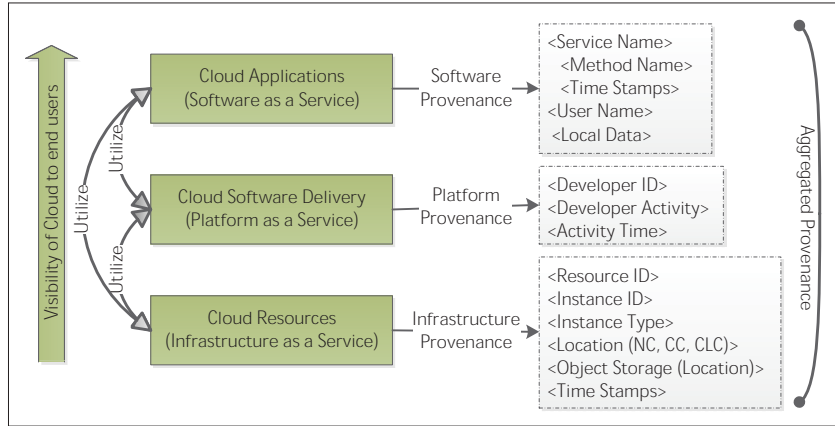 Visibility of Cloud to end users
Utilize
Utilize
Utilize
Cloud Applications
(Software as a Service)
Software
Provenance
<Service Name>
<Method Name>
<Time Stamps>
<User Name>
<Local Data>
Cloud Software Delivery
(Platform as a Service)
Platform
Provenance
<Developer ID>
<Developer Activity>
<Activity Time>
Cloud Resources
(Infrastructure as a Service)
Infrastructure
Provenance
<Resource ID>
<Instance ID>
<Instance Type>
<Location (NC, CC, CLC)>
<Object Storage (Location)>
<Time Stamps>
Aggregated Provenance